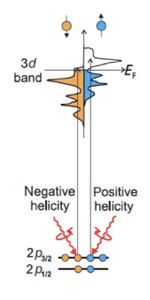 3d
band
E_F
Negative
helicity
Positive
helicity
2p_3/2
2p_1/2